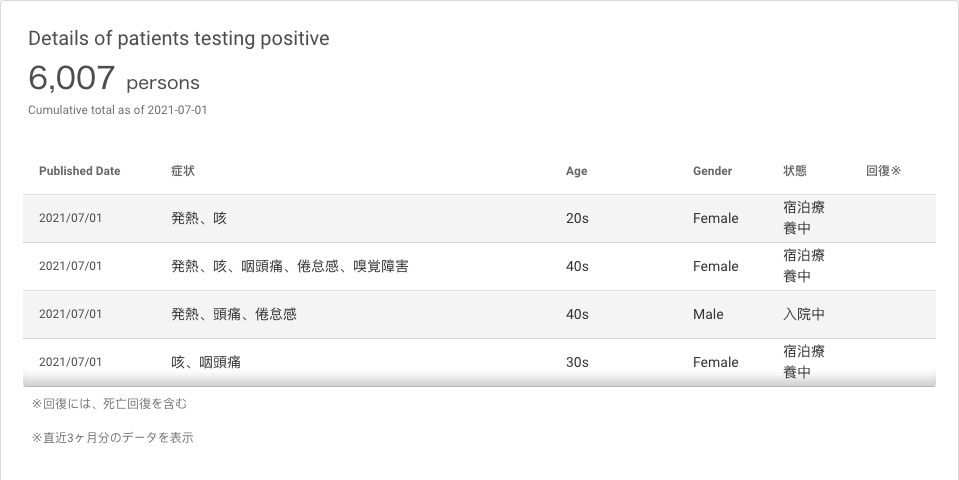 Details of patients testing positive
6,007 persons
Cumulative total as of 2021-07-01
Published Date 症状 Age Gender 状態 回復※
2021/07/01 発熱、咳 20s Female 宿泊療
養中
2021/07/01 発熱、咳、咽頭痛、倦怠感、嗅覚障害 40s Female 宿泊療
養中
2021/07/01 発熱、頭痛、倦怠感 40s Male 入院中
2021/07/01 咳、咽頭痛 30s Female 宿泊療
養中
※回復には、死亡回復を含む
※直近3ヶ月分のデータを表示